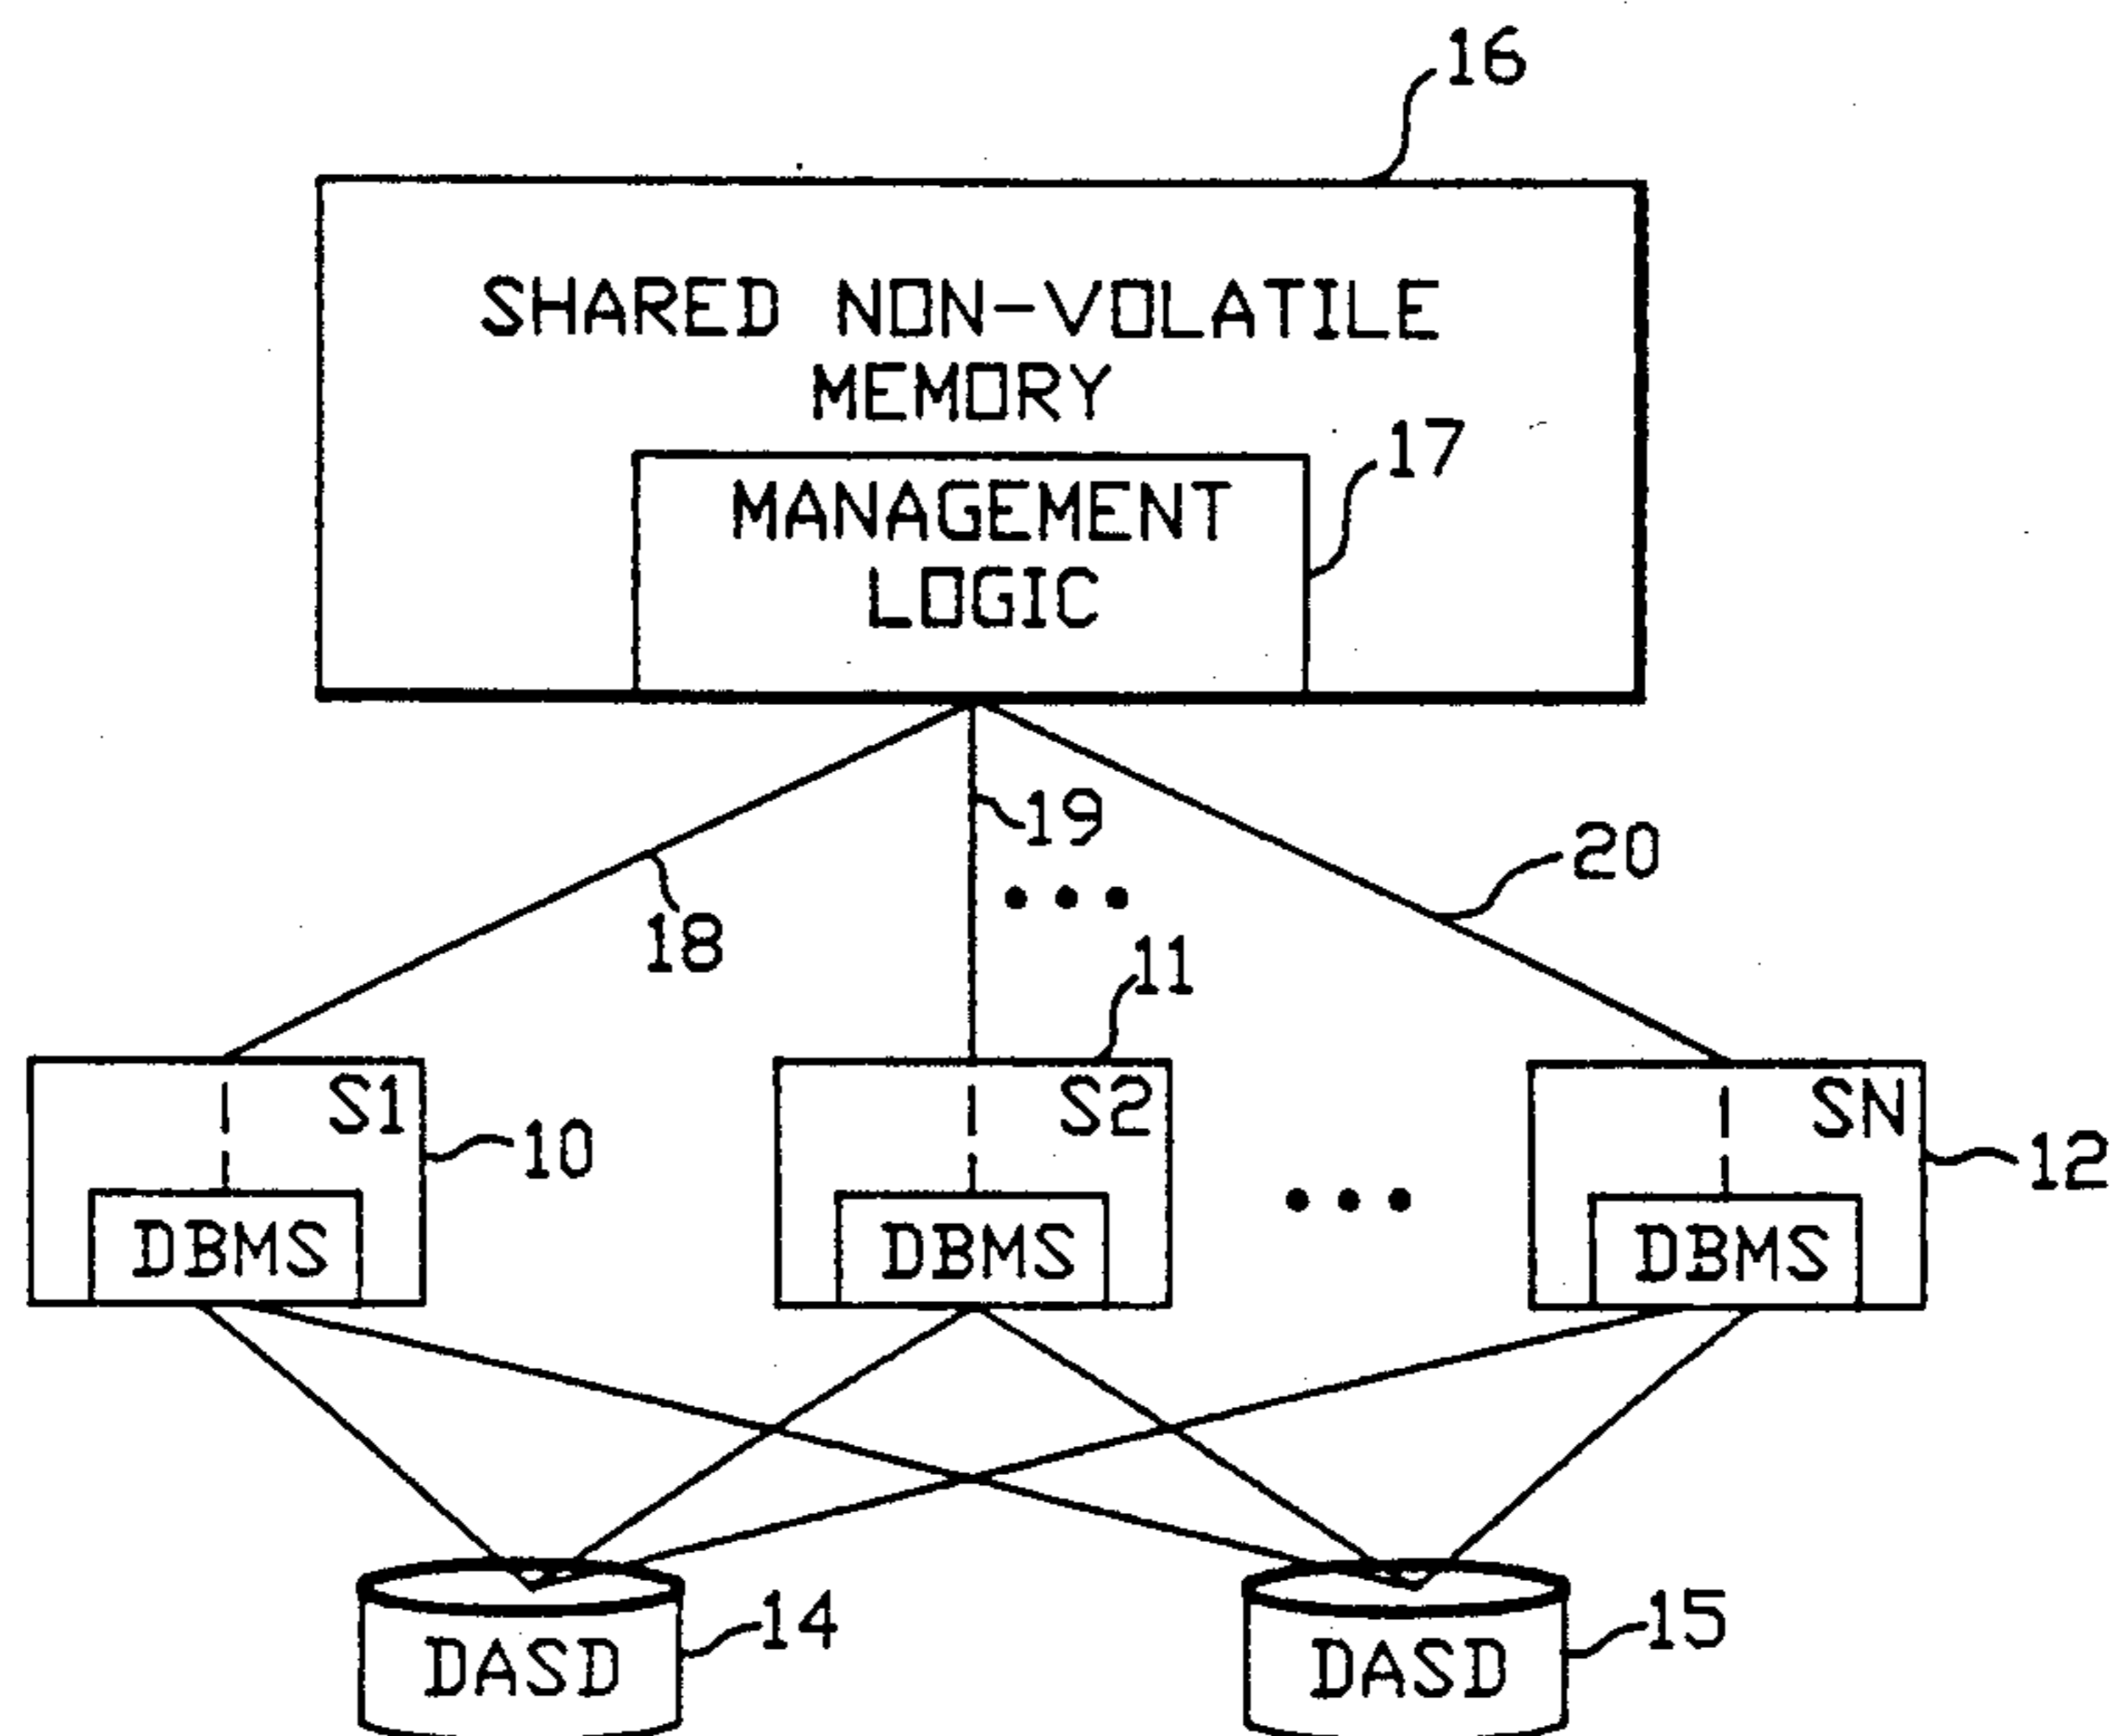 16
SHARED NON-VOLATILE
MEMORY
17
MANAGEMENT
LOGIC
19
20
18
11
S1
S2
SN
10
12
DBMS
DBMS
DBMS
14
15
DASD
DASD